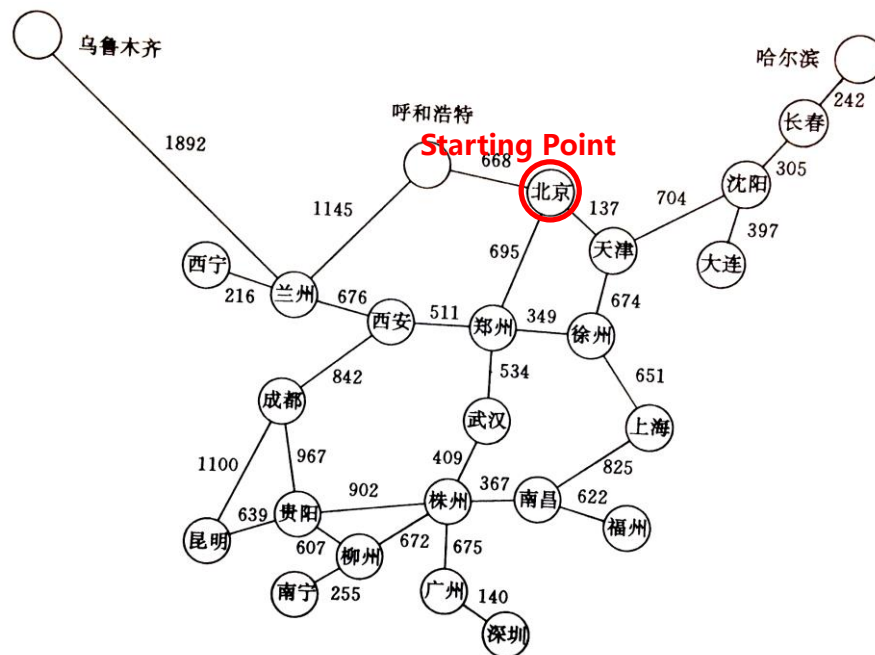 乌鲁木齐
哈尔滨
242
呼和浩特
长春
Starting Point
1892
668
305
沈阳
北京
137
704
1145
397
695
天津
西宁
大连
兰州
216
676
674
西安
511
郑州
349
徐州
534
842
651
成都
武汉
上海
1100
967
409
825
902
367
622
株州
南昌
639
贵阳
福州
昆明
607
柳州
672
675
南宁
255
广州
140
深圳